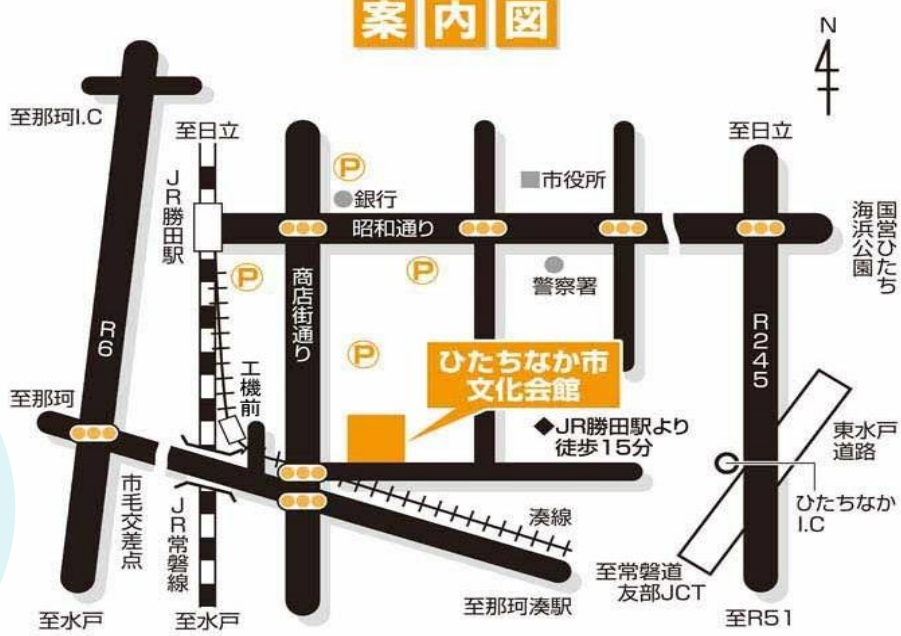 案内図
N
至那珂I.C
至日立
至日立
JR勝田駅
銀行
市役所
昭和通り
国営ひたち
海浜公園
P
P
P
P
警察署
商店街通り
R6
R245
工機前
ひたちなか市
文化会館
◆JR勝田駅より
徒歩15分
至那珂
東水戸
道路
ひたちなか
I.C
市毛交差点
JR常磐線
湊線
至常磐道
友部JCT
至那珂湊駅
至水戸
至水戸
至R51